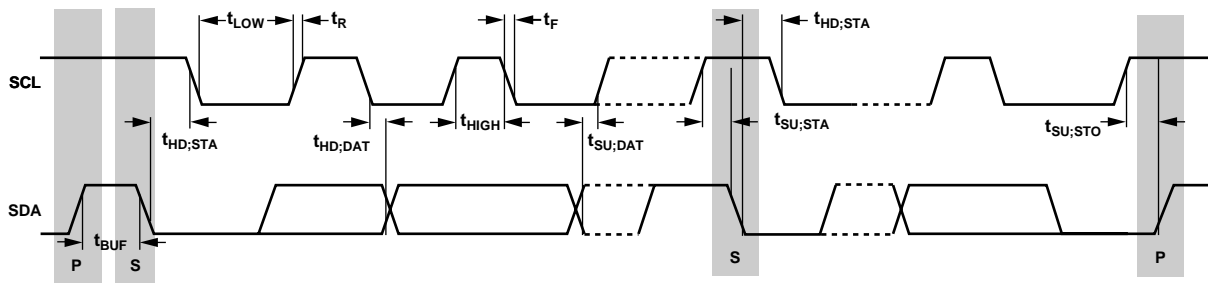 tLOW
tR
tF
tHD;STA
SCL
tHD;STA
tHD;DAT
tHIGH
tSU;DAT
tSU;STA
tSU;STO
SDA
tBUF
P
S
S
P